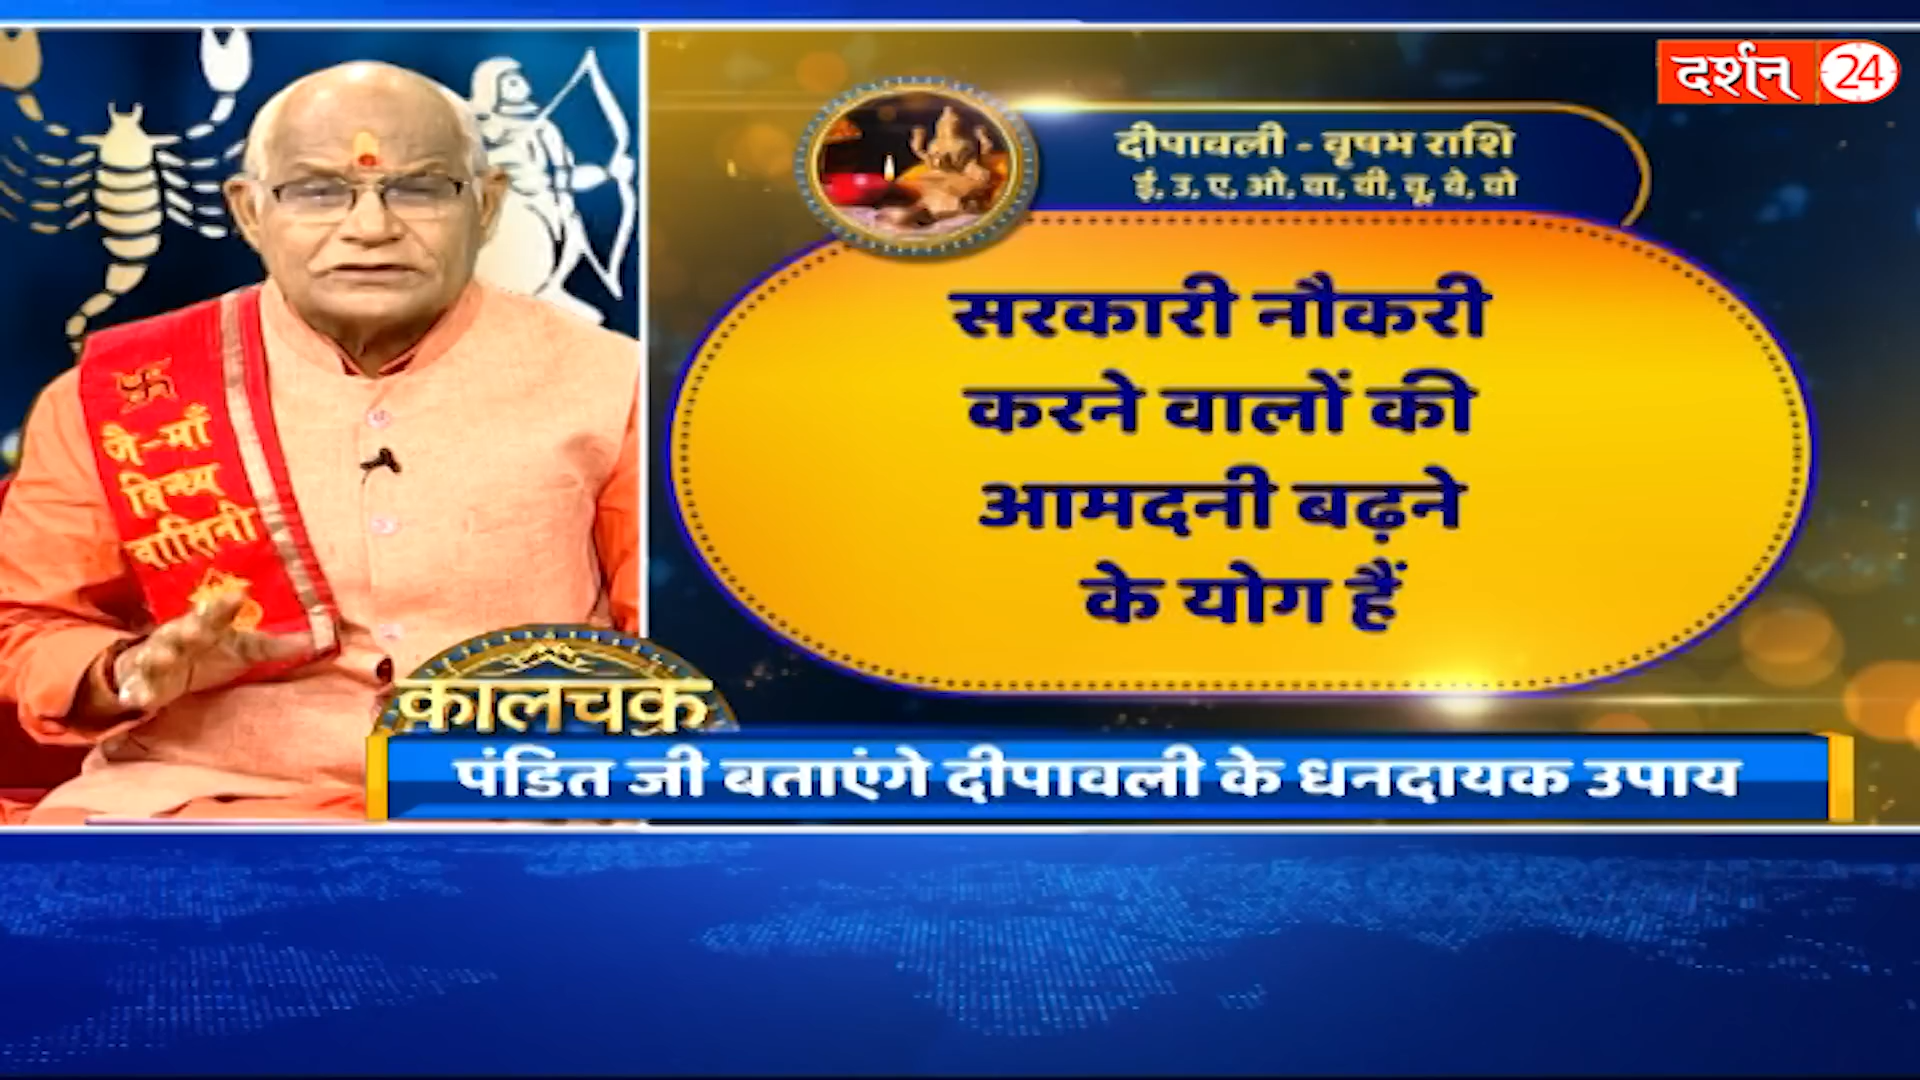 दर्शन 24
दीपावली - वृषभ राशि
ई, उ, ए, ओ, वा, वी, वू, वे, वो
सरकारी नौकरी
करने वालों की
आमदनी बढ़ने
के योग हैं
जै-माँ
विन्ध्य
वासिनी
कालचक्र
पंडित जी बताएंगे दीपावली के धनदायक उपाय